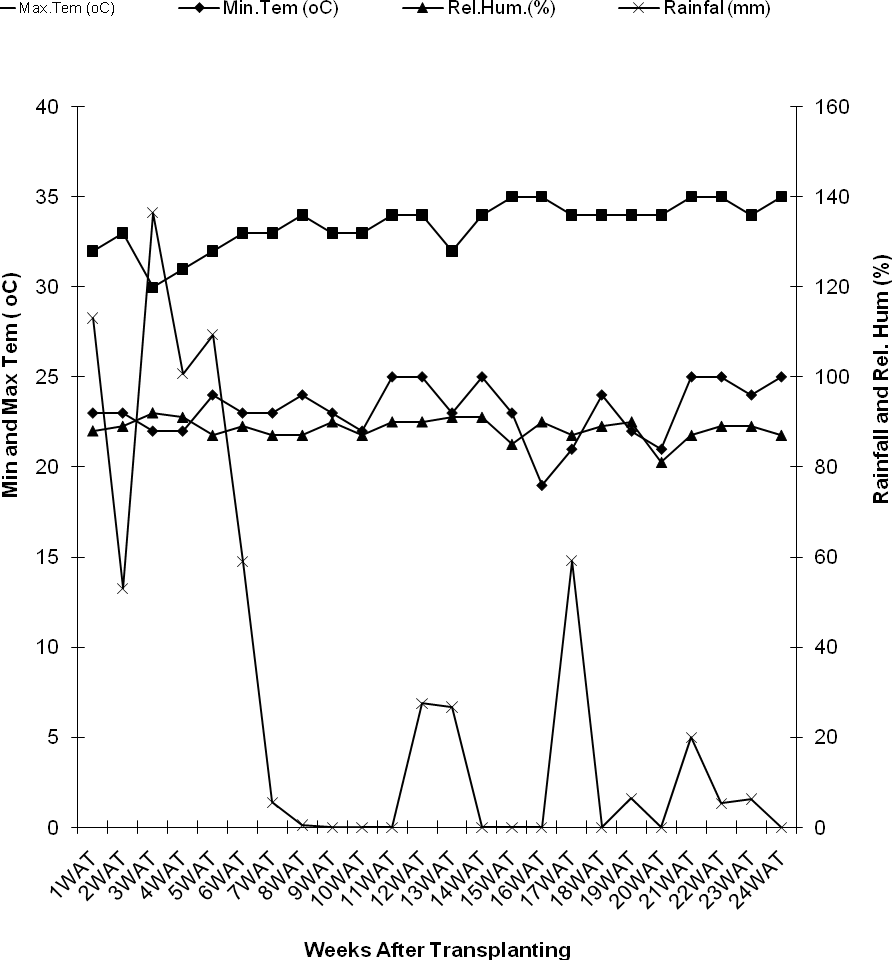 Max.Tem (oC) Min.Tem (oC) Rel.Hum.(%) Rainfal (mm)
40 160
35 140
30 120
25 100
20 80
15 60
10 40
5 20
0 0
Min and Max Tem ( oC)
Rainfall and Rel. Hum (%)
1WAT 2WAT 3WAT 4WAT 5WAT 6WAT 7WAT 8WAT 9WAT 10WAT 11WAT 12WAT 13WAT 14WAT 15WAT 16WAT 17WAT 18WAT 19WAT 20WAT 21WAT 22WAT 23WAT 24WAT
Weeks After Transplanting